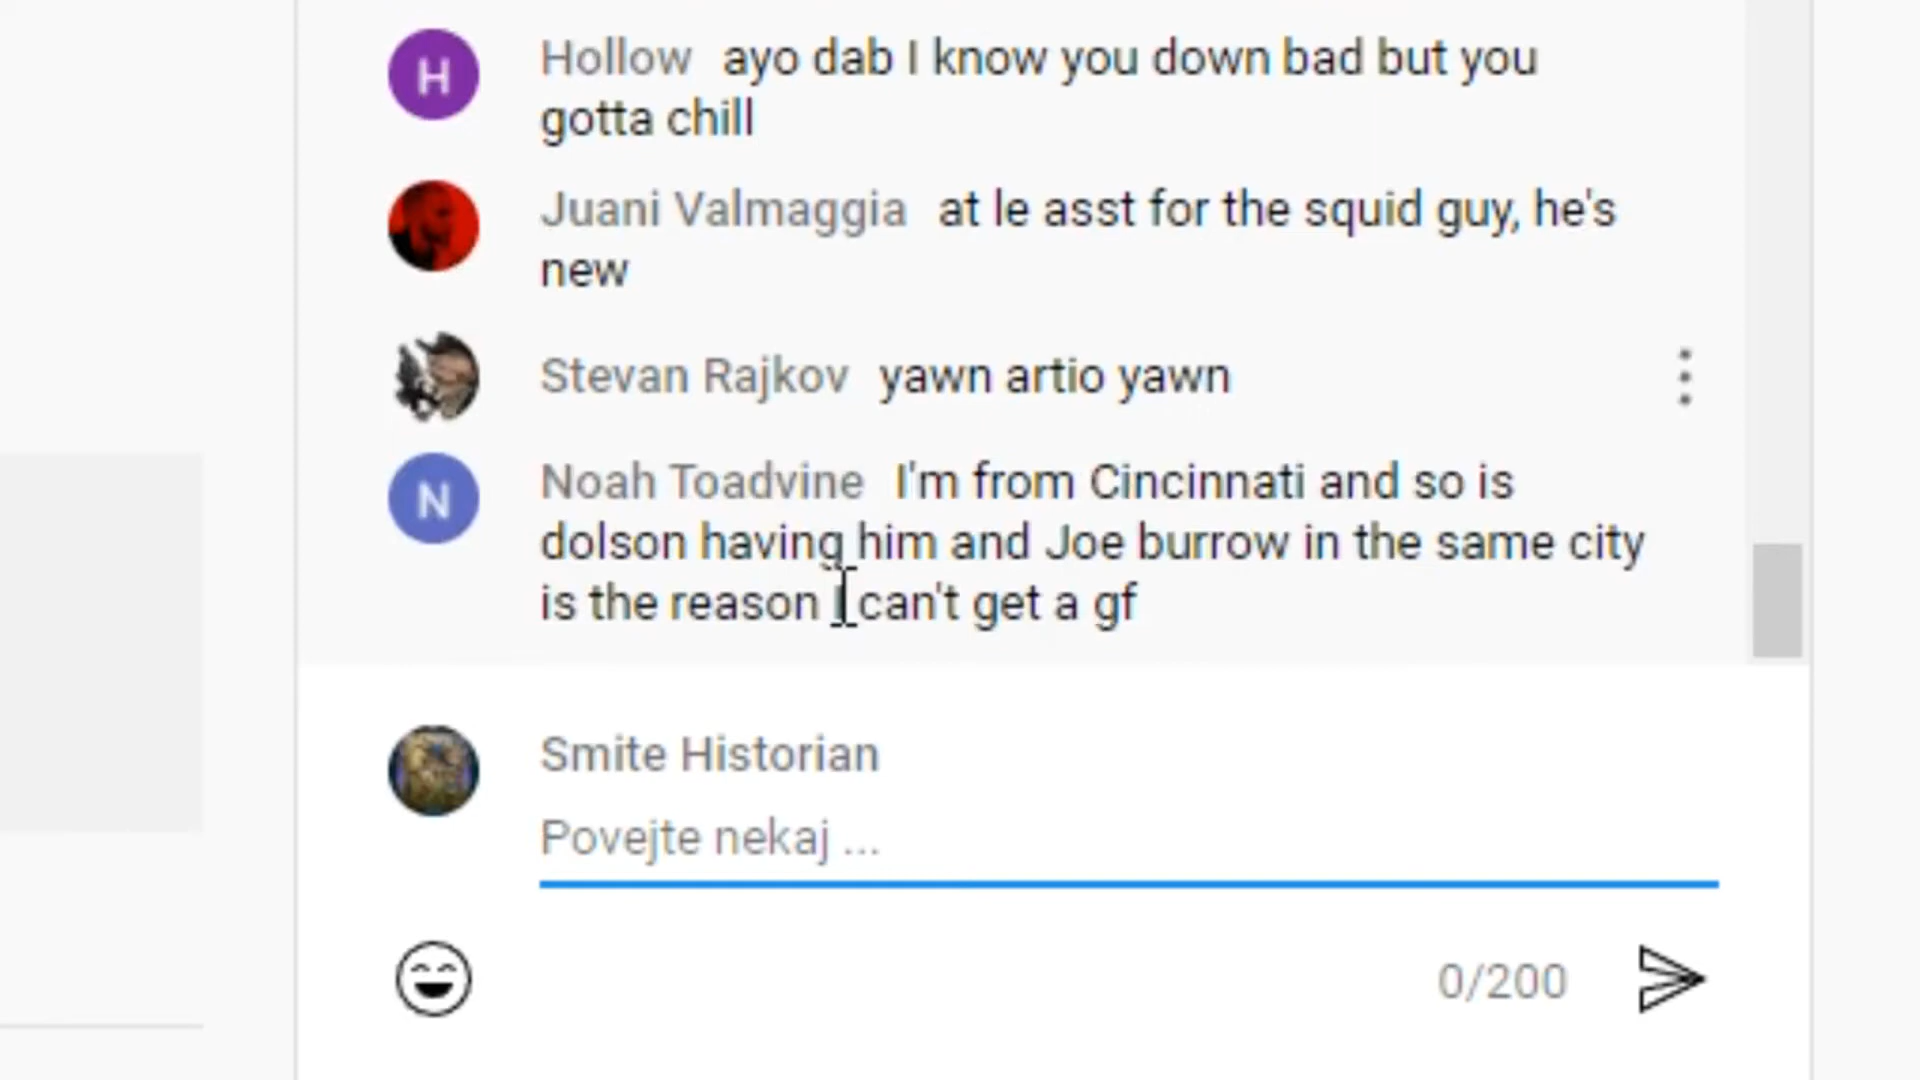 H Hollow ayo dab I know you down bad but you
gotta chill
Juani Valmaggia at le asst for the squid guy, he's
new
Stevan Rajkov yawn artio yawn
N Noah Toadvine I'm from Cincinnati and so is
dolson having him and Joe burrow in the same city
is the reason I can't get a gf
Smite Historian
Povejte nekaj ...
0/200